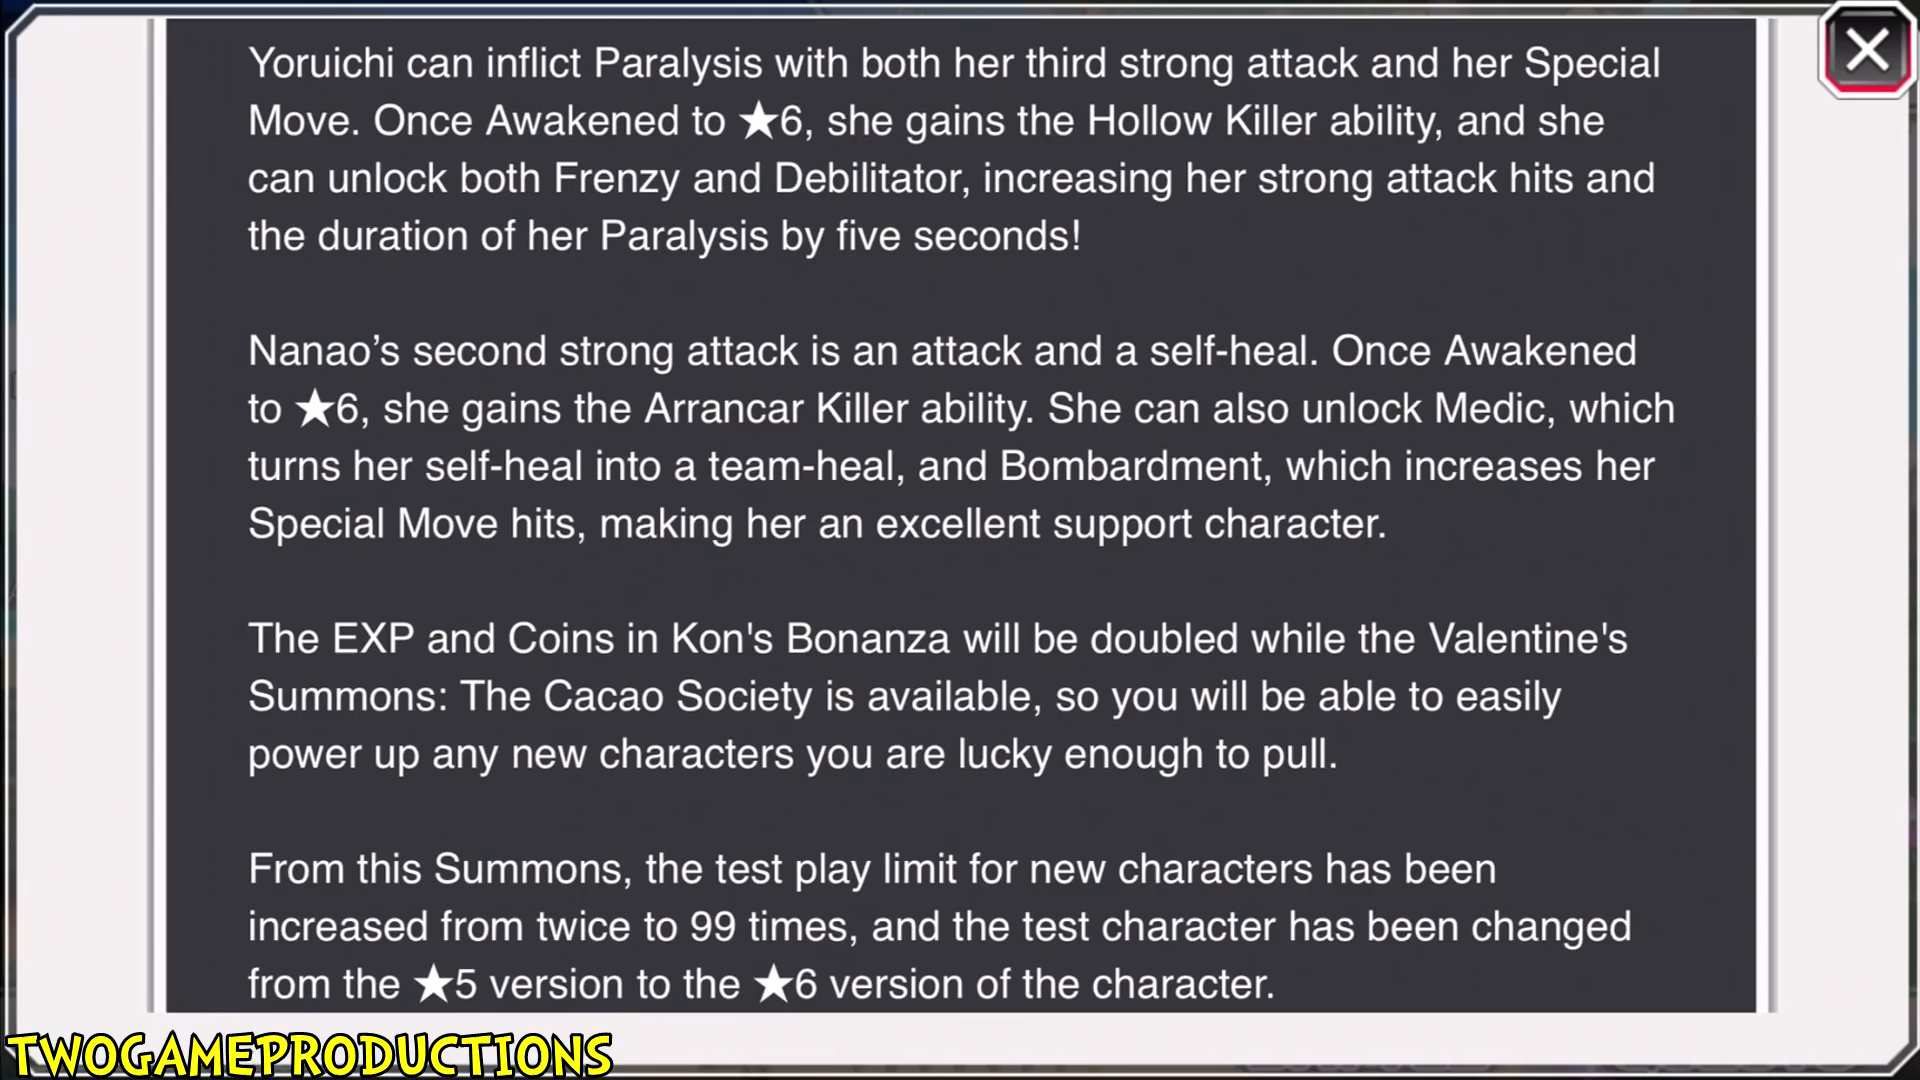 Yoruichi can inflict Paralysis with both her third strong attack and her Special
Move. Once Awakened to ★6, she gains the Hollow Killer ability, and she
can unlock both Frenzy and Debilitator, increasing her strong attack hits and
the duration of her Paralysis by five seconds!
Nanao’s second strong attack is an attack and a self-heal. Once Awakened
to ★6, she gains the Arrancar Killer ability. She can also unlock Medic, which
turns her self-heal into a team-heal, and Bombardment, which increases her
Special Move hits, making her an excellent support character.
The EXP and Coins in Kon's Bonanza will be doubled while the Valentine's
Summons: The Cacao Society is available, so you will be able to easily
power up any new characters you are lucky enough to pull.
From this Summons, the test play limit for new characters has been
increased from twice to 99 times, and the test character has been changed
from the ★5 version to the ★6 version of the character.
TWOGAMEPRODUCTIONS